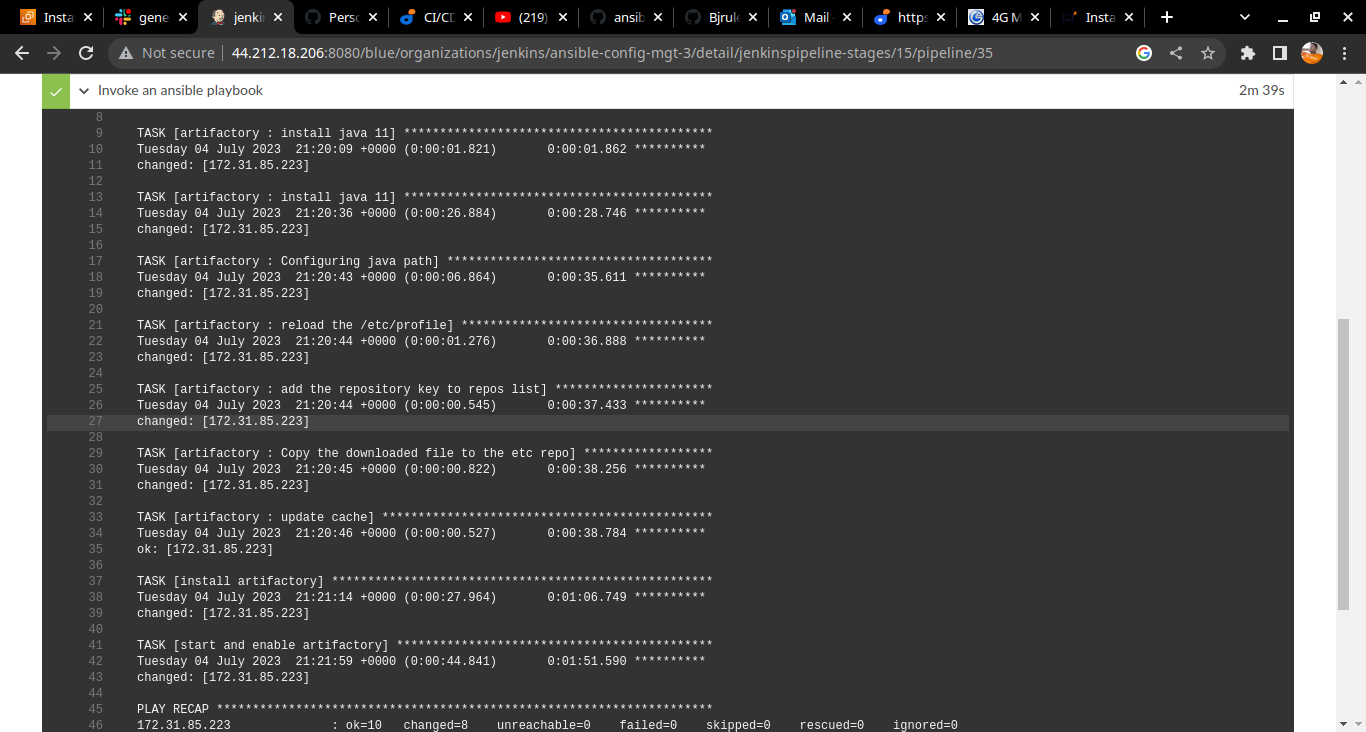 Insta
gene
jenki
Perso
CI/CD
(219)
ansib
Bjrule
Mail -
https
4G M
Insta
Not secure
44.212.18.206:8080/blue/organizations/jenkins/ansible-config-mgt-3/detail/jenkinspipeline-stages/15/pipeline/35
Invoke an ansible playbook 2m 39s
8
9 TASK [artifactory : install java 11] *******************************************
10 Tuesday 04 July 2023  21:20:09 +0000 (0:00:01.821)       0:00:01.862 **********
11 changed: [172.31.85.223]
12
13 TASK [artifactory : install java 11] *******************************************
14 Tuesday 04 July 2023  21:20:36 +0000 (0:00:26.884)       0:00:28.746 **********
15 changed: [172.31.85.223]
16
17 TASK [artifactory : Configuring java path] *************************************
18 Tuesday 04 July 2023  21:20:43 +0000 (0:00:06.864)       0:00:35.611 **********
19 changed: [172.31.85.223]
20
21 TASK [artifactory : reload the /etc/profile] ***********************************
22 Tuesday 04 July 2023  21:20:44 +0000 (0:00:01.276)       0:00:36.888 **********
23 changed: [172.31.85.223]
24
25 TASK [artifactory : add the repository key to repos list] **********************
26 Tuesday 04 July 2023  21:20:44 +0000 (0:00:00.545)       0:00:37.433 **********
27 changed: [172.31.85.223]
28
29 TASK [artifactory : Copy the downloaded file to the etc repo] ******************
30 Tuesday 04 July 2023  21:20:45 +0000 (0:00:00.822)       0:00:38.256 **********
31 changed: [172.31.85.223]
32
33 TASK [artifactory : update cache] **********************************************
34 Tuesday 04 July 2023  21:20:46 +0000 (0:00:00.527)       0:00:38.784 **********
35 ok: [172.31.85.223]
36
37 TASK [install artifactory] *****************************************************
38 Tuesday 04 July 2023  21:21:14 +0000 (0:00:27.964)       0:01:06.749 **********
39 changed: [172.31.85.223]
40
41 TASK [start and enable artifactory] ********************************************
42 Tuesday 04 July 2023  21:21:59 +0000 (0:00:44.841)       0:01:51.590 **********
43 changed: [172.31.85.223]
44
45 PLAY RECAP *********************************************************************
46 172.31.85.223              : ok=10   changed=8    unreachable=0    failed=0    skipped=0    rescued=0    ignored=0